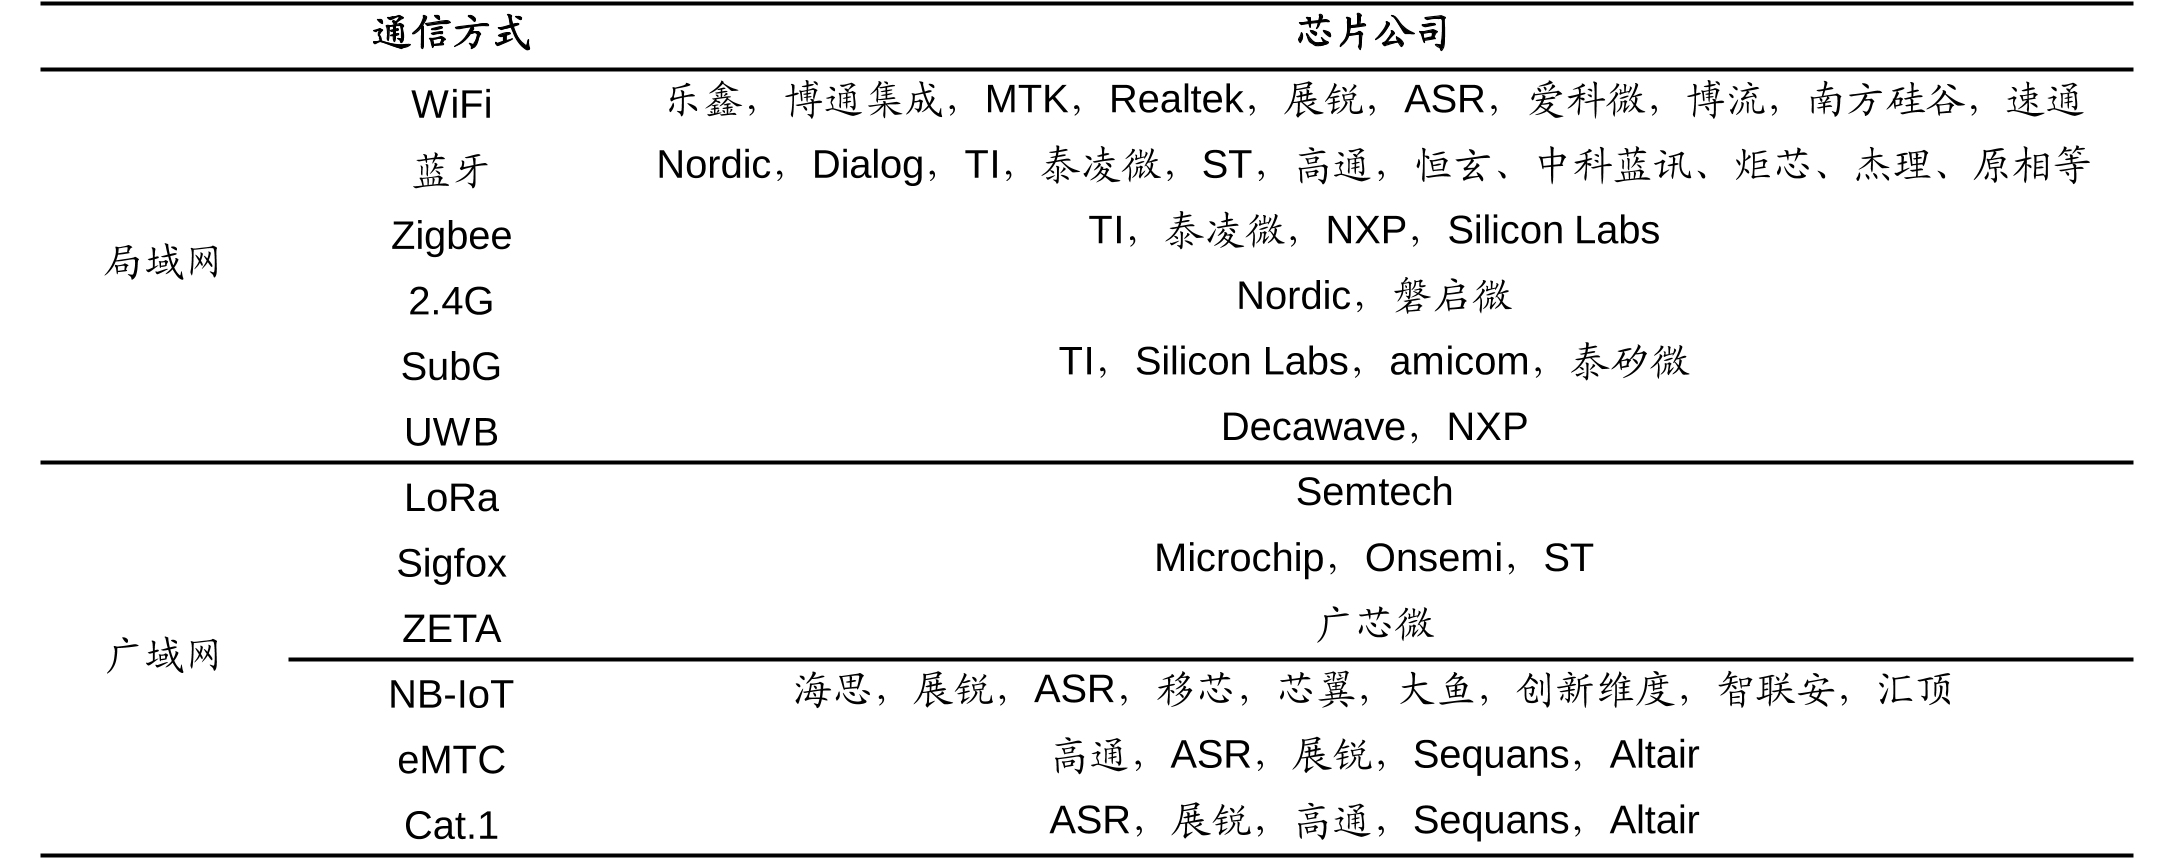 通信方式 芯片公司
WiFi 乐鑫，博通集成，MTK，Realtek，展锐，ASR，爱科微，博流，南方硅谷，速通
蓝牙 Nordic，Dialog，TI，泰凌微，ST，高通，恒玄、中科蓝讯、炬芯、杰理、原相等
Zigbee TI，泰凌微，NXP，Silicon Labs
局域网
2.4G Nordic，磐启微
SubG TI，Silicon Labs，amicom，泰矽微
UWB Decawave，NXP
LoRa Semtech
Sigfox Microchip，Onsemi，ST
ZETA 广芯微
广域网
NB-IoT 海思，展锐，ASR，移芯，芯翼，大鱼，创新维度，智联安，汇顶
eMTC 高通，ASR，展锐，Sequans，Altair
Cat.1 ASR，展锐，高通，Sequans，Altair